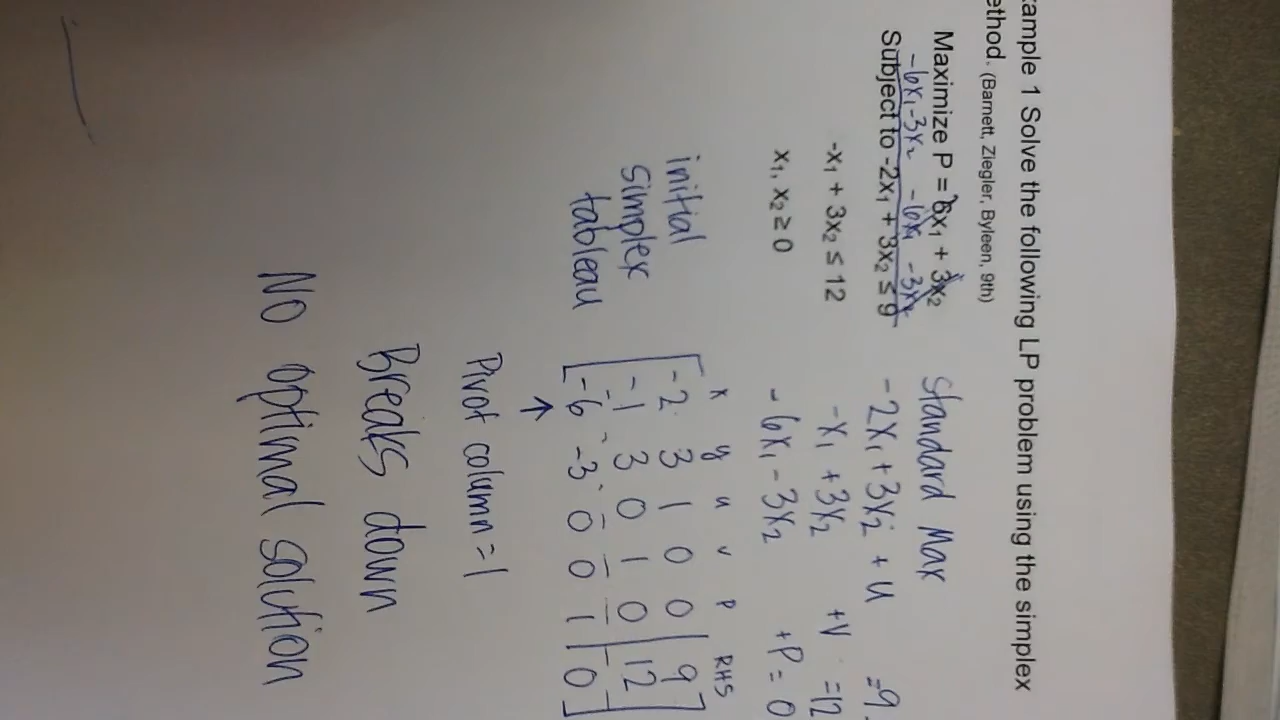 ample 1 Solve the following LP problem using the simplex
ethod. (Barnett, Ziegler, Byleen, 9th)
Maximize P = 6x₁ + 3x₂
-6x₁-3x₂ -6x₁ -3x₂
Subject to -2x₁ + 3x₂ ≤ 9
-x₁ + 3x₂ ≤ 12
x₁, x₂ ≥ 0
Standard Max
-2x₁+3x₂ +u =9
-x₁ +3x₂ +v =12
-6x₁-3x₂ +P=0
initial
simplex
tableau
x y u v P RHS
-2 3 1 0 0 | 9
-1 3 0 1 0 | 12
-6 -3 0 0 1 | 0
↑
Pivot column=1
Breaks down
No optimal solution